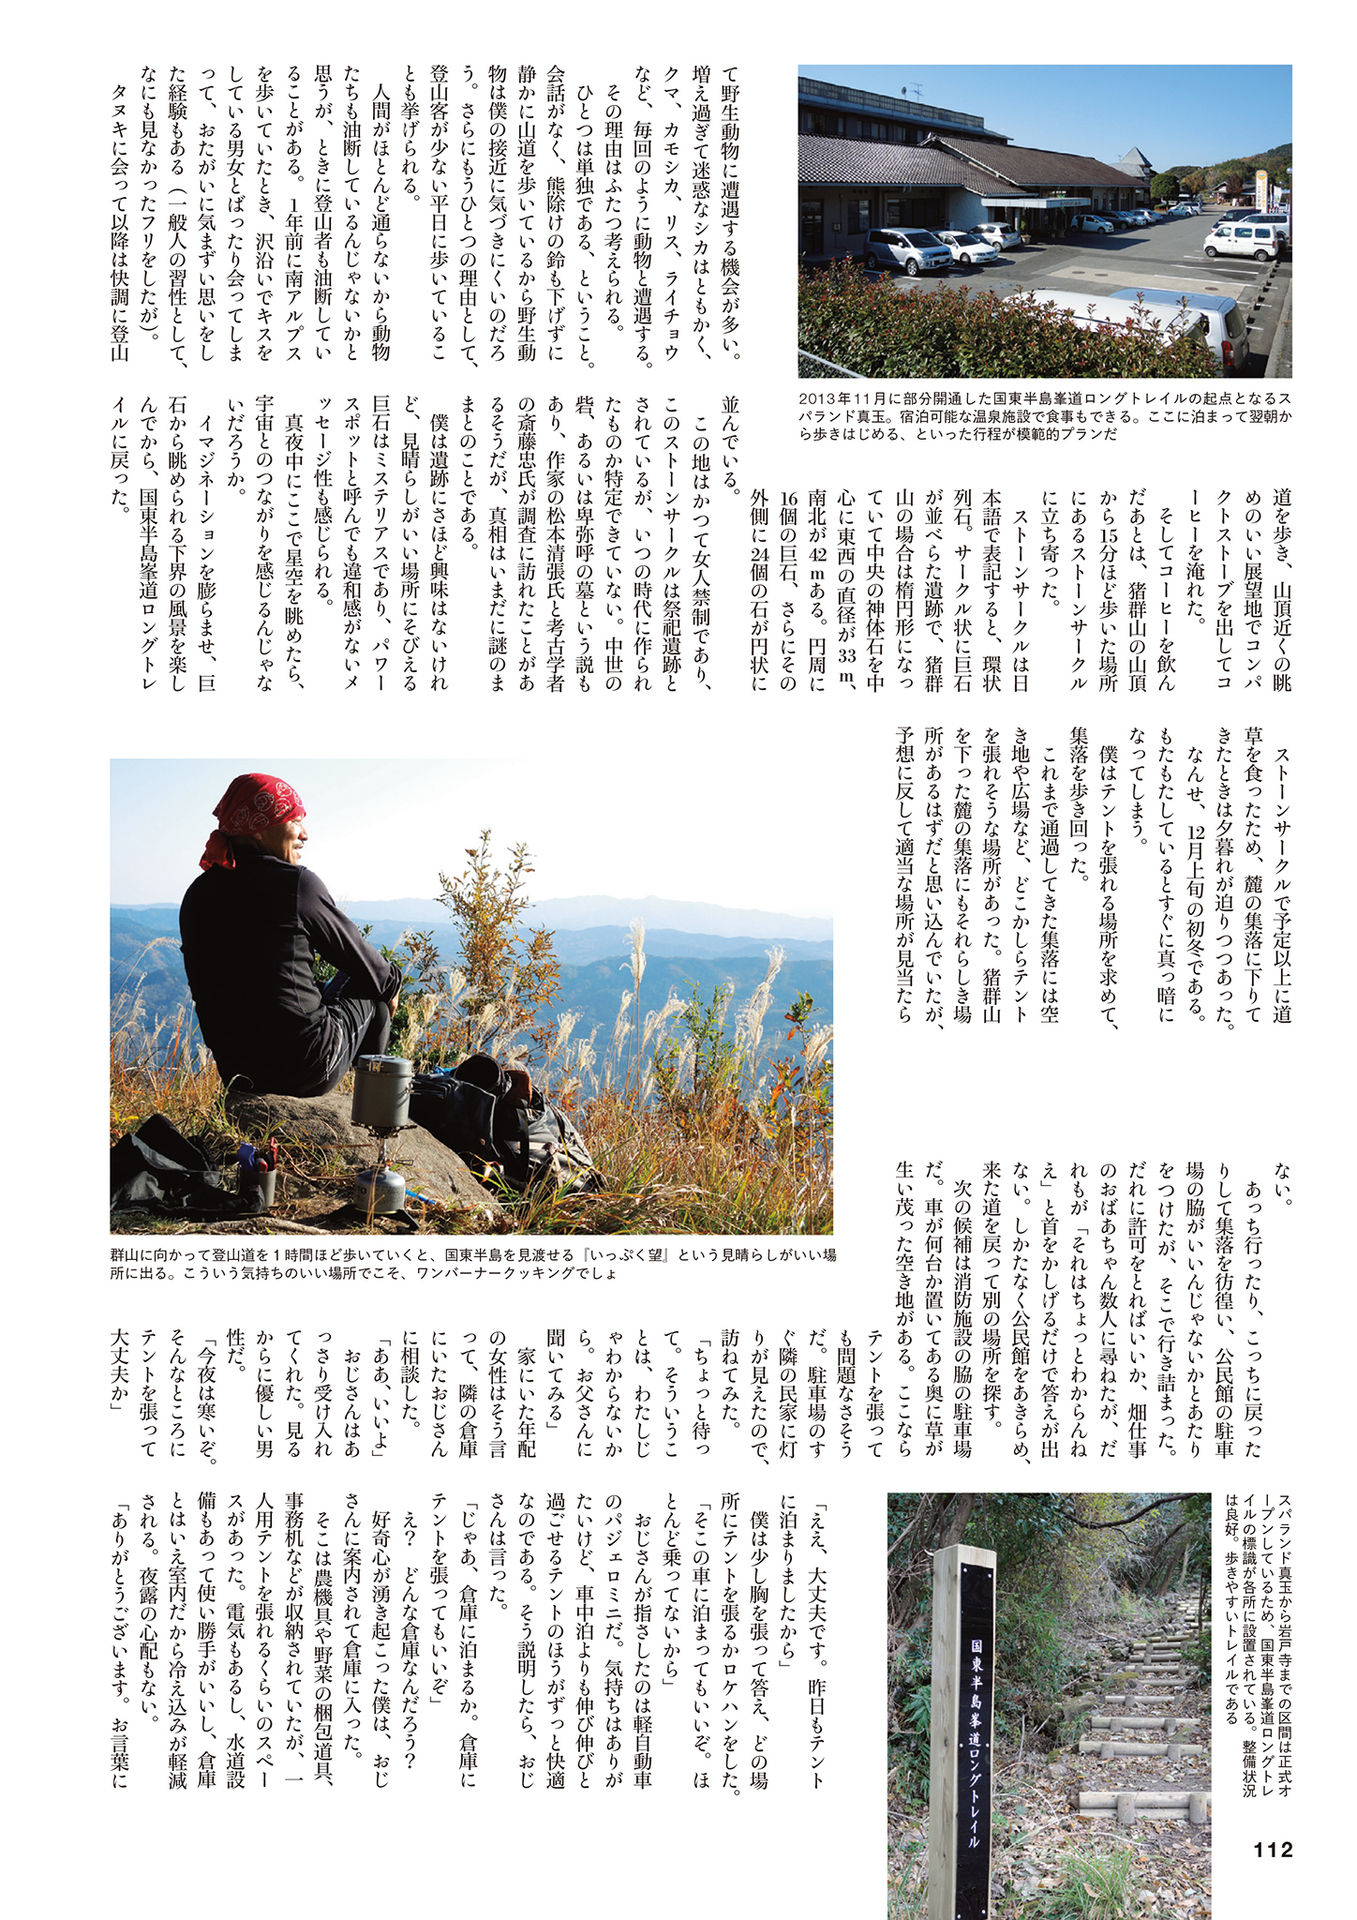 て野生動物に遭遇する機会が多い。
増え過ぎて迷惑なシカはともかく、
クマ、カモシカ、リス、ライチョウ
など、毎回のように動物と遭遇する。
その理由はふたつ考えられる。
ひとつは単独である、ということ。
会話がなく、熊除けの鈴も下げずに
静かに山道を歩いているから野生動
物は僕の接近に気づきにくいのだろ
う。さらにもうひとつの理由として、
登山客が少ない平日に歩いているこ
とも挙げられる。
人間がほとんど通らないから動物
たちも油断しているんじゃないかと
思うが、ときに登山者も油断してい
ることがある。1年前に南アルプス
を歩いていたとき、沢沿いでキスを
している男女とばったり会ってしま
って、おたがいに気まずい思いをし
た経験もある（一般人の習性として、
なにも見なかったフリをしたが）。
タヌキに会って以降は快調に登山
2013年11月に部分開通した国東半島峯道ロングトレイルの起点となるス
パランド真玉。宿泊可能な温泉施設で食事もできる。ここに泊まって翌朝か
ら歩きはじめる、といった行程が模範的プランだ
道を歩き、山頂近くの眺
めのいい展望地でコンパ
クトストーブを出してコ
ーヒーを淹れた。
そしてコーヒーを飲ん
だあとは、猪群山の山頂
から15分ほど歩いた場所
にあるストーンサークル
に立ち寄った。
ストーンサークルは日
本語で表記すると、環状
列石。サークル状に巨石
が並べらた遺跡で、猪群
山の場合は楕円形になっ
ていて中央の神体石を中
心に東西の直径が33m、
南北が42mある。円周に
16個の巨石、さらにその
外側に24個の石が円状に
並んでいる。
この地はかつて女人禁制であり、
このストーンサークルは祭祀遺跡と
されているが、いつの時代に作られ
たものか特定できていない。中世の
砦、あるいは卑弥呼の墓という説も
あり、作家の松本清張氏と考古学者
の斎藤忠氏が調査に訪れたことがあ
るそうだが、真相はいまだに謎のま
まとのことである。
僕は遺跡にさほど興味はないけれ
ど、見晴らしがいい場所にそびえる
巨石はミステリアスであり、パワー
スポットと呼んでも違和感がないメ
ッセージ性も感じられる。
真夜中にここで星空を眺めたら、
宇宙とのつながりを感じるんじゃな
いだろうか。
イマジネーションを膨らませ、巨
石から眺められる下界の風景を楽し
んでから、国東半島峯道ロングトレ
イルに戻った。
ストーンサークルで予定以上に道
草を食ったため、麓の集落に下りて
きたときは夕暮れが迫りつつあった。
なんせ、12月上旬の初冬である。
もたもたしているとすぐに真っ暗に
なってしまう。
僕はテントを張れる場所を求めて、
集落を歩き回った。
これまで通過してきた集落には空
き地や広場など、どこかしらテント
を張れそうな場所があった。猪群山
を下った麓の集落にもそれらしき場
所があるはずだと思い込んでいたが、
予想に反して適当な場所が見当たら
群山に向かって登山道を1時間ほど歩いていくと、国東半島を見渡せる『いっぷく望』という見晴らしがいい場
所に出る。こういう気持ちのいい場所でこそ、ワンバーナークッキングでしょ
ない。
あっち行ったり、こっちに戻った
りして集落を彷徨い、公民館の駐車
場の脇がいいんじゃないかとあたり
をつけたが、そこで行き詰まった。
だれに許可をとればいいか、畑仕事
のおばあちゃん数人に尋ねたが、だ
れもが「それはちょっとわからんね
え」と首をかしげるだけで答えが出
ない。しかたなく公民館をあきらめ、
来た道を戻って別の場所を探す。
次の候補は消防施設の脇の駐車場
だ。車が何台か置いてある奥に草が
生い茂った空き地がある。ここなら
テントを張って
も問題なさそう
だ。駐車場のす
ぐ隣の民家に灯
りが見えたので、
訪ねてみた。
「ちょっと待っ
て。そういうこ
とは、わたしじ
ゃわからないか
ら。お父さんに
聞いてみる」
家にいた年配
の女性はそう言
って、隣の倉庫
にいたおじさん
に相談した。
「ああ、いいよ」
おじさんはあ
っさり受け入れ
てくれた。見る
からに優しい男
性だ。
「今夜は寒いぞ。
そんなところに
テントを張って
大丈夫か」
「ええ、大丈夫です。昨日もテント
に泊まりましたから」
僕は少し胸を張って答え、どの場
所にテントを張るかロケハンをした。
「そこの車に泊まってもいいぞ。ほ
とんど乗ってないから」
おじさんが指さしたのは軽自動車
のパジェロミニだ。気持ちはありが
たいけど、車中泊よりも伸び伸びと
過ごせるテントのほうがずっと快適
なのである。そう説明したら、おじ
さんは言った。
「じゃあ、倉庫に泊まるか。倉庫に
テントを張ってもいいぞ」
え？　どんな倉庫なんだろう？
好奇心が湧き起こった僕は、おじ
さんに案内されて倉庫に入った。
そこは農機具や野菜の梱包道具、
事務机などが収納されていたが、一
人用テントを張れるくらいのスペー
スがあった。電気もあるし、水道設
備もあって使い勝手がいいし、倉庫
とはいえ室内だから冷え込みが軽減
される。夜露の心配もない。
「ありがとうございます。お言葉に
スパランド真玉から岩戸寺までの区間は正式オ
ープンしているため、国東半島峯道ロングトレ
イルの標識が各所に設置されている。整備状況
は良好。歩きやすいトレイルである
国東半島峯道ロングトレイル
112